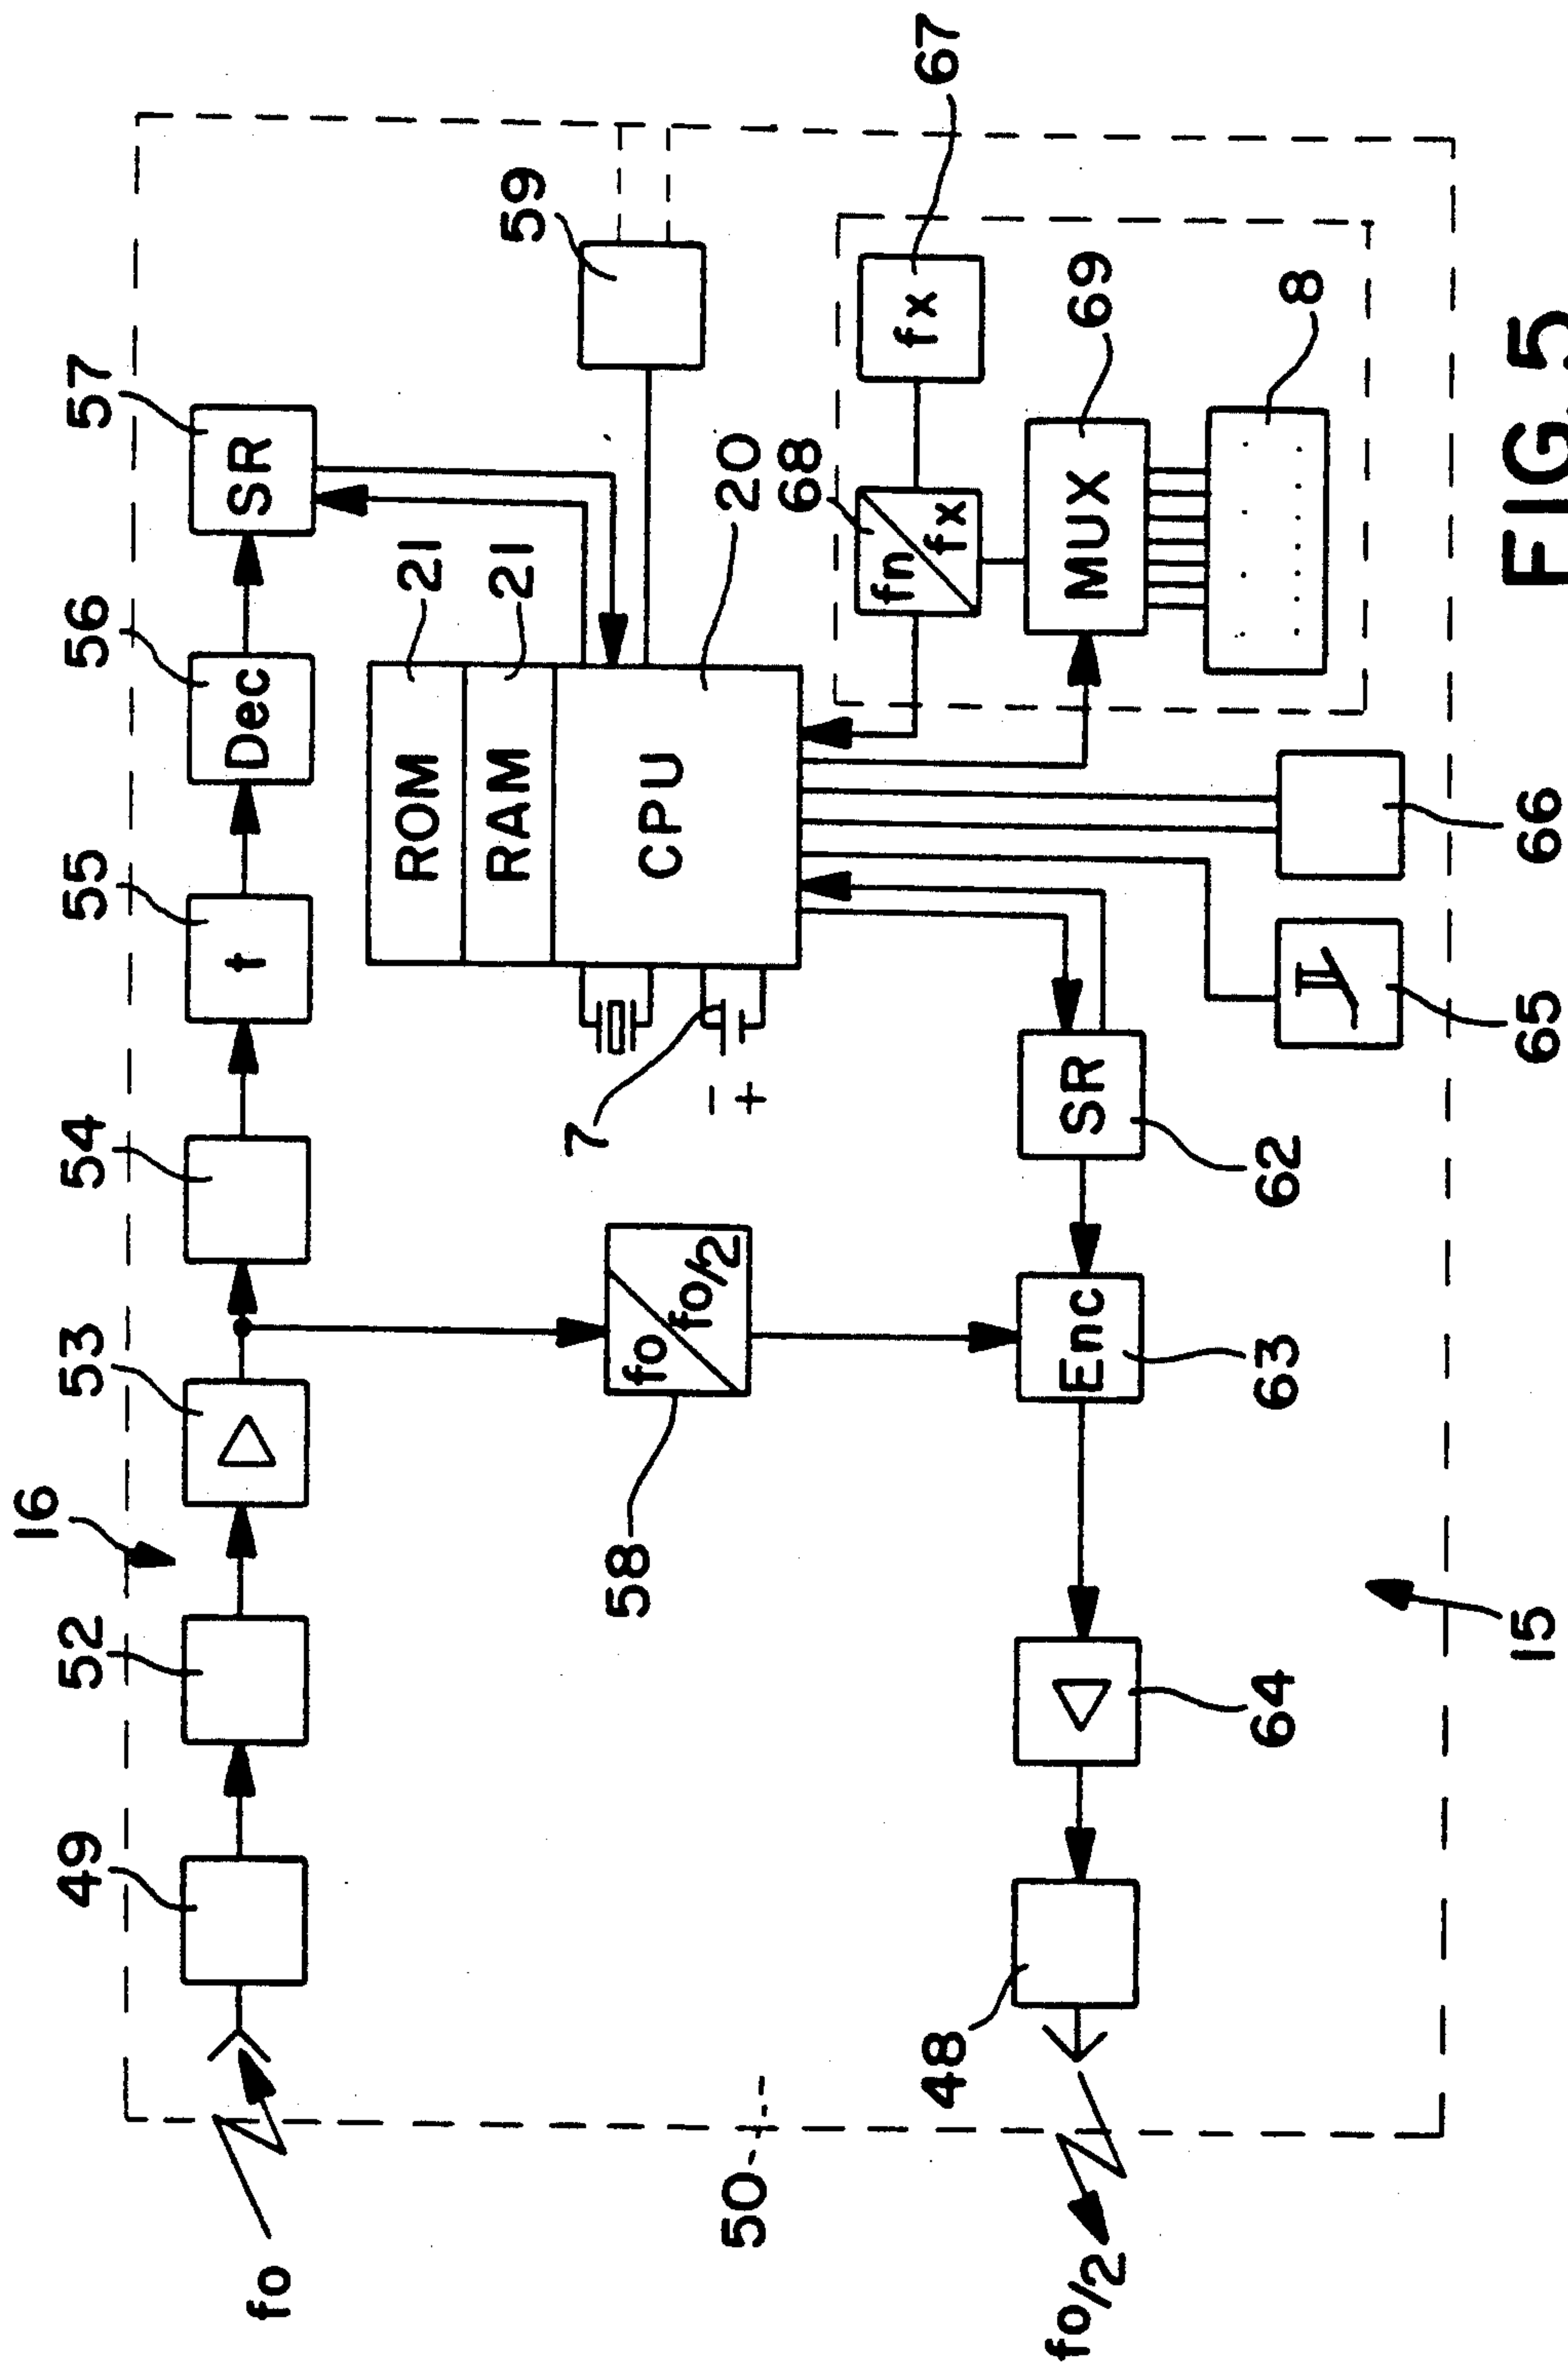 16
49
52
53
54
55
56
57
t
Dec
SR
59
ROM
RAM
CPU
21
21
20
7
− +
68
fn
fx
fx
67
MUX
69
8
58
fo
fo/2
SR
62
Enc
63
64
48
65
66
fo
50
fo/2
15
FIG. 5